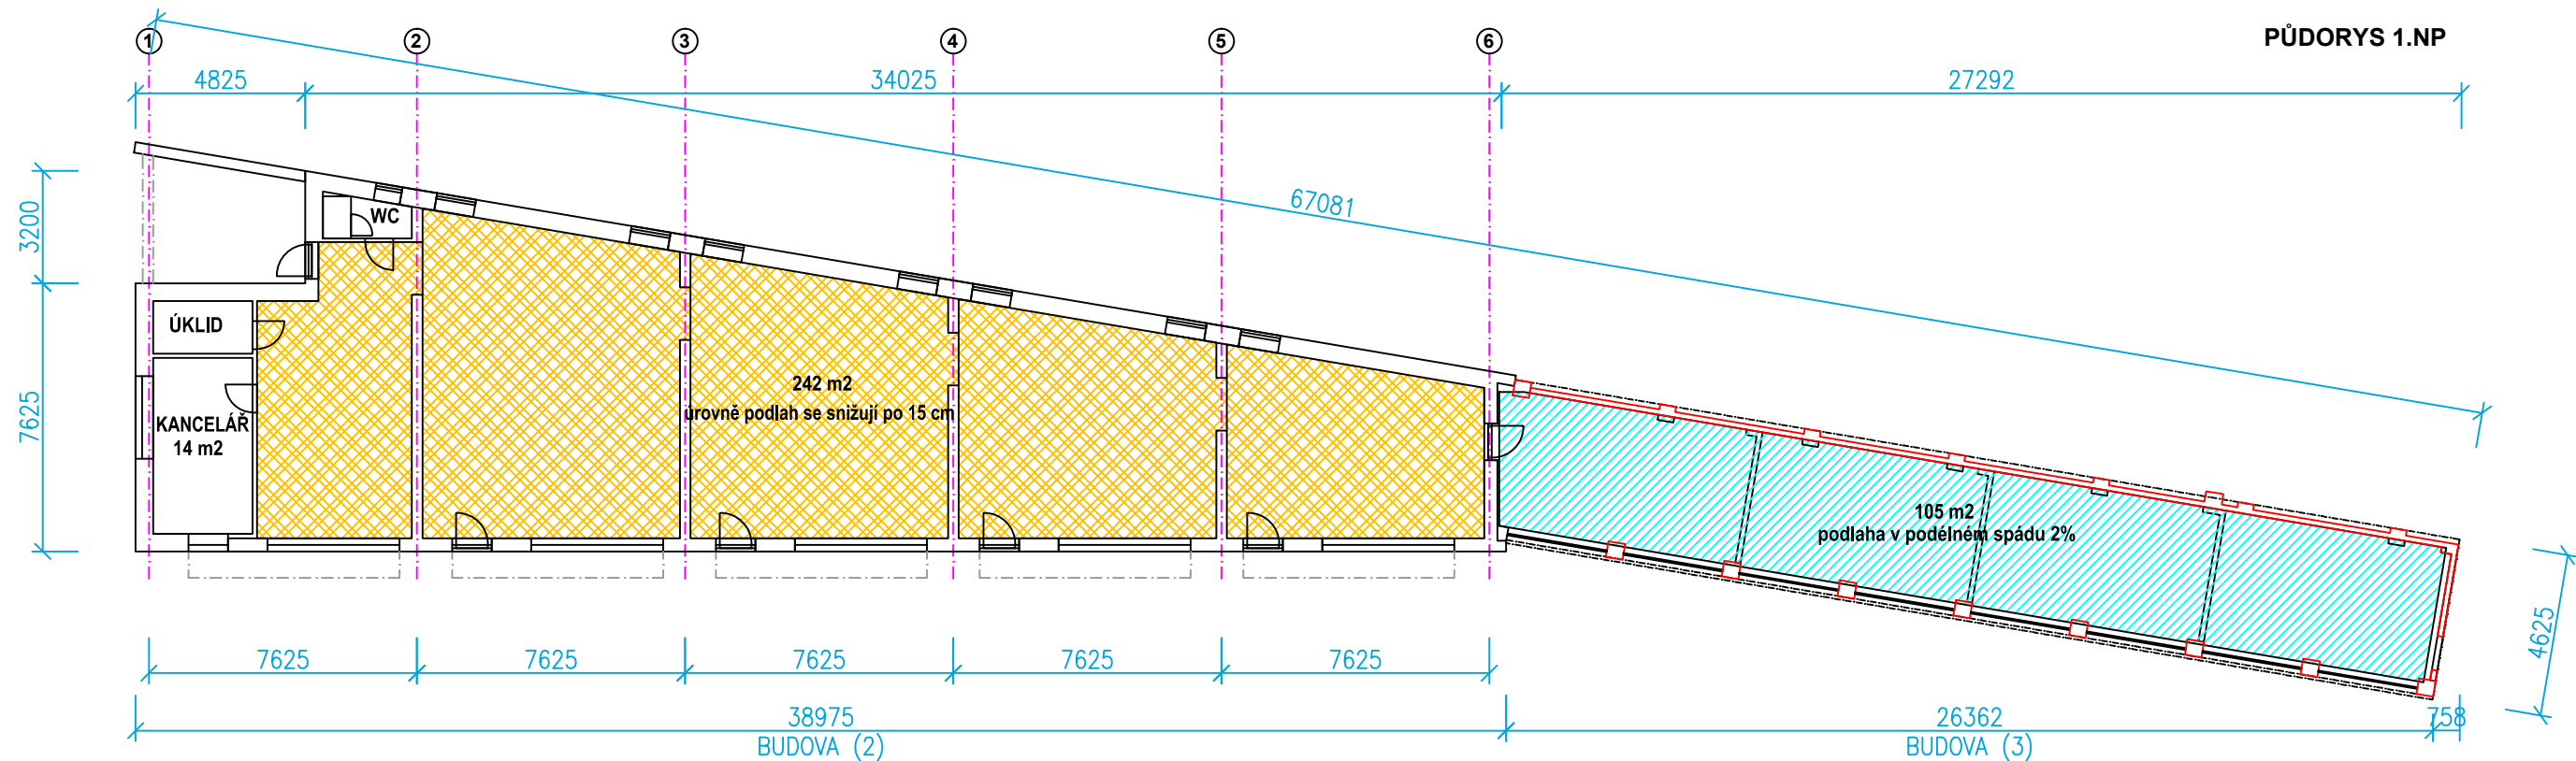 PŮDORYS 1.NP
1 2 3 4 5 6
4825 34025 27292
67081
3200
7625
WC
ÚKLID
KANCELÁŘ
14 m2
242 m2
úrovně podlah se snižují po 15 cm
105 m2
podlaha v podélném spádu 2%
4625
7625 7625 7625 7625 7625
38975 26362 758
BUDOVA (2) BUDOVA (3)